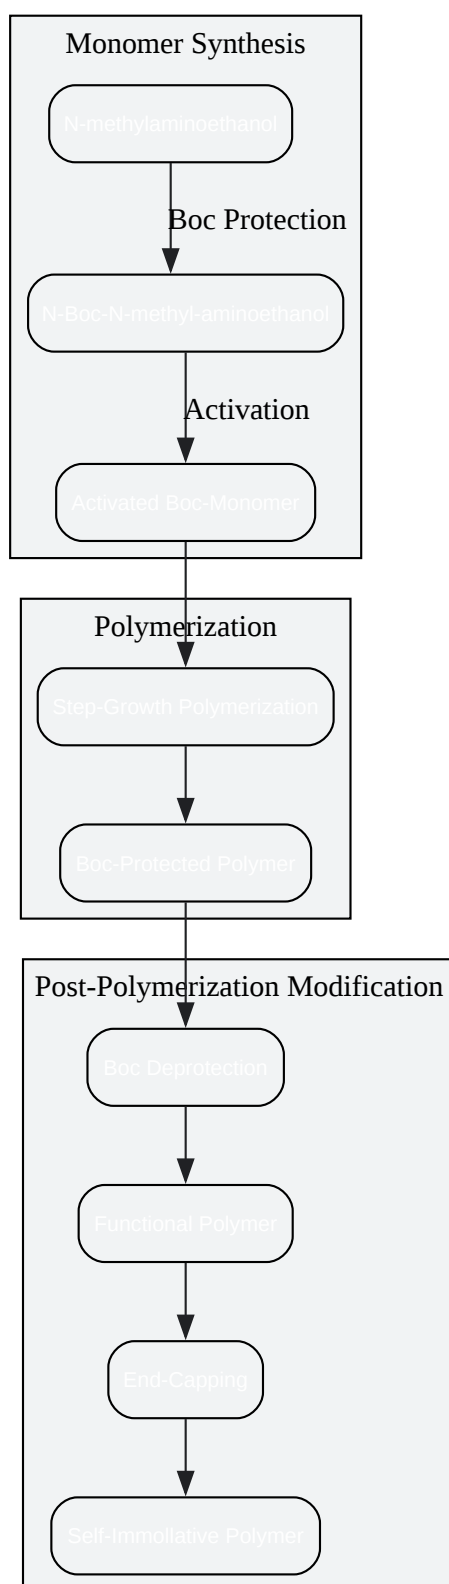 Monomer Synthesis
N-methylaminoethanol
Boc Protection
N-Boc-N-methyl-aminoethanol
Activation
Activated Boc-Monomer
Polymerization
Step-Growth Polymerization
Boc-Protected Polymer
Post-Polymerization Modification
Boc Deprotection
Functional Polymer
End-Capping
Self-Immollative Polymer